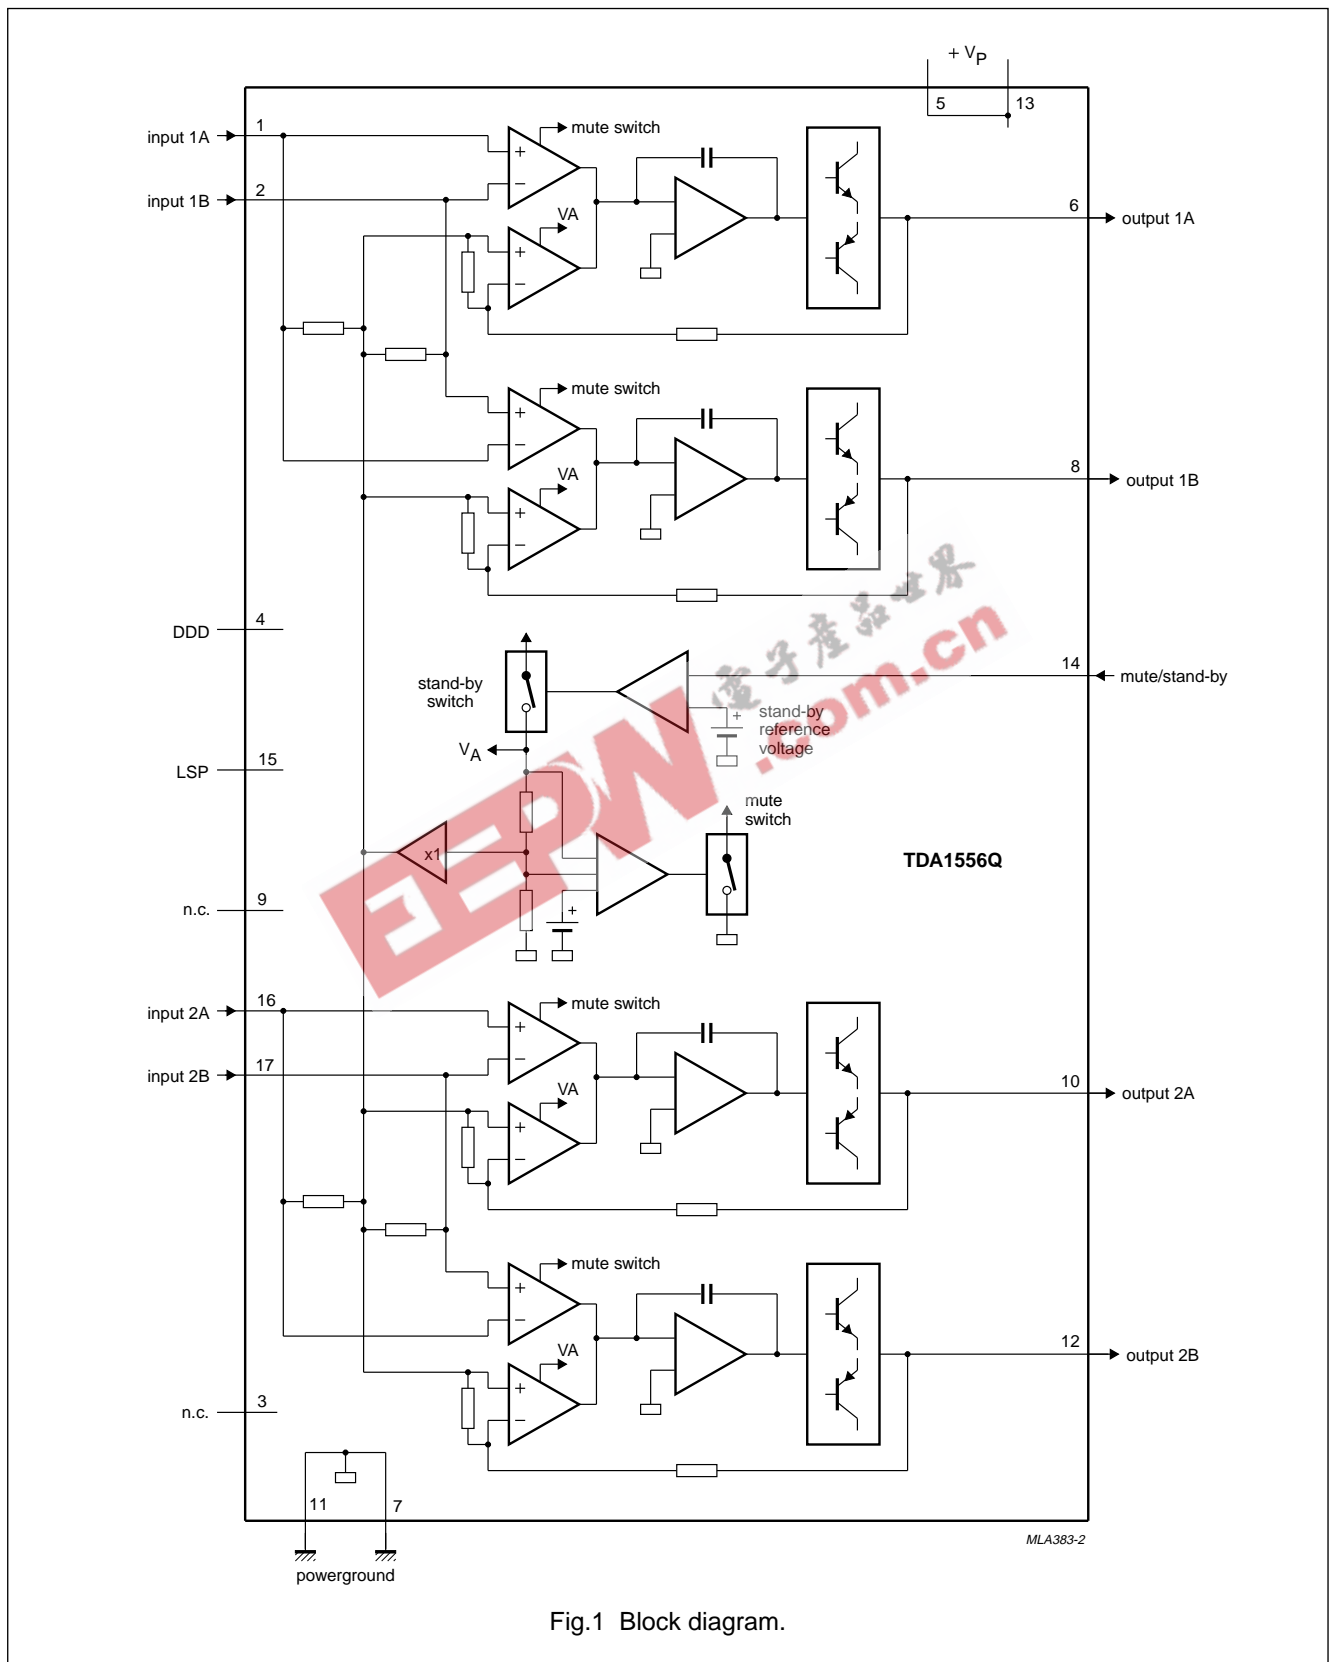 + VP
5
13
input 1A
1
mute switch
+
−
input 1B
2
VA
+
−
6
output 1A
mute switch
+
−
VA
+
−
8
output 1B
DDD
4
電子產品世界
.com.cn
EEPW
stand-by
switch
14
mute/stand-by
+
stand-by
reference
voltage
VA
LSP
15
mute
switch
x1
TDA1556Q
n.c.
9
+
input 2A
16
mute switch
+
−
input 2B
17
VA
+
−
10
output 2A
mute switch
+
−
VA
+
−
12
output 2B
n.c.
3
11
7
powerground
MLA383-2
Fig.1 Block diagram.